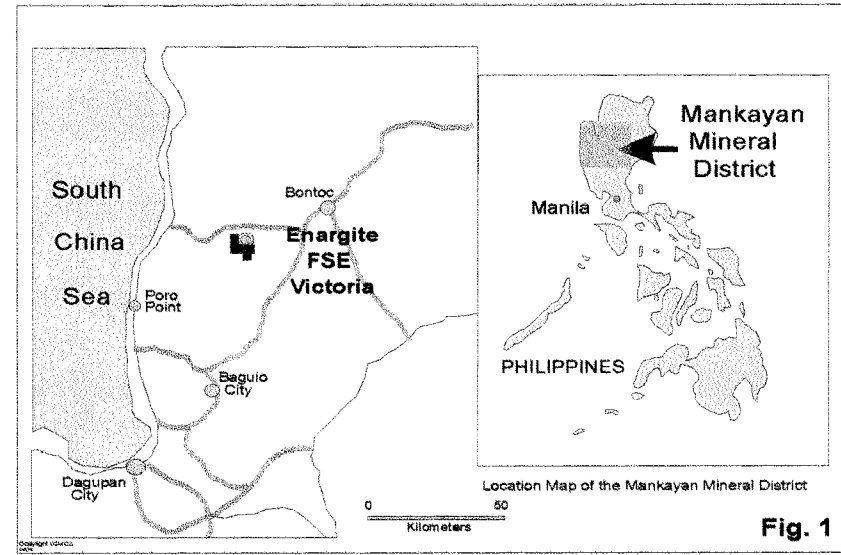 South
China
Sea
Bontoc
Enargite
FSE
Victoria
Poro
Point
Baguio
City
Dagupan
City
0 50
Kilometers
Mankayan
Mineral
District
Manila
PHILIPPINES
Location Map of the Mankayan Mineral District
Fig. 1